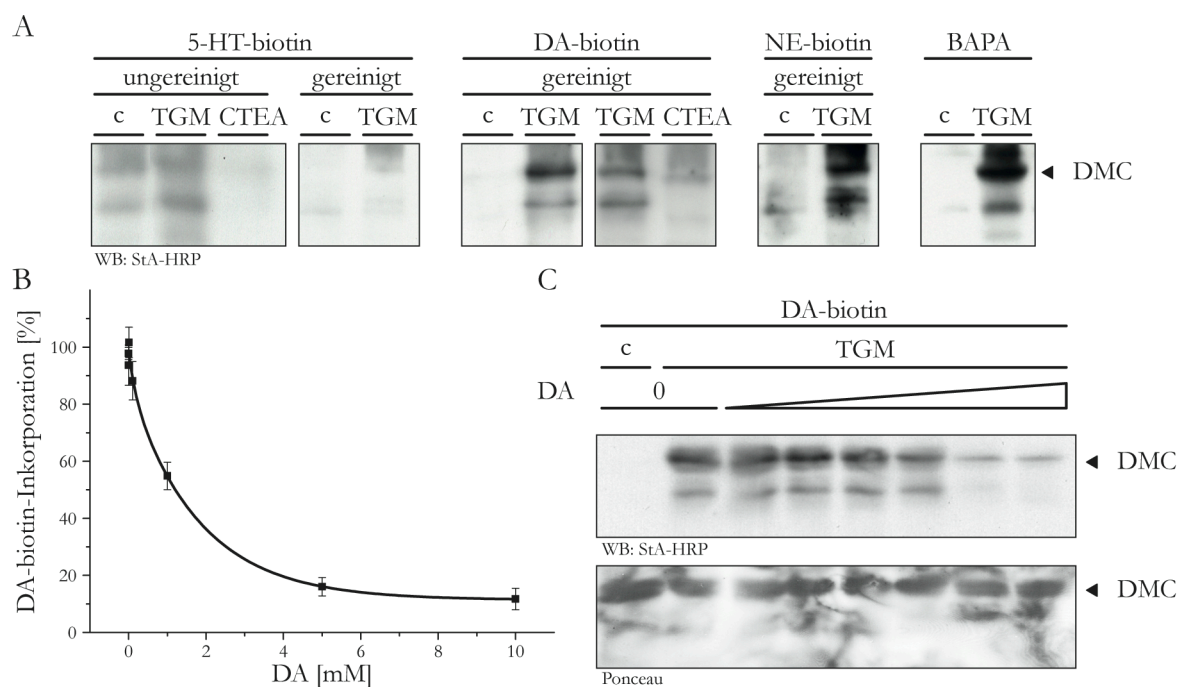 A
5-HT-biotin
DA-biotin
NE-biotin
BAPA
ungereinigt
gereinigt
gereinigt
gereinigt
c
TGM
CTEA
c
TGM
c
TGM
TGM
CTEA
c
TGM
c
TGM
DMC
WB: StA-HRP
B
DA-biotin-Inkorporation [%]
100
80
60
40
20
0
0
2
4
6
8
10
DA [mM]
C
DA-biotin
c
TGM
DA
0
DMC
WB: StA-HRP
DMC
Ponceau